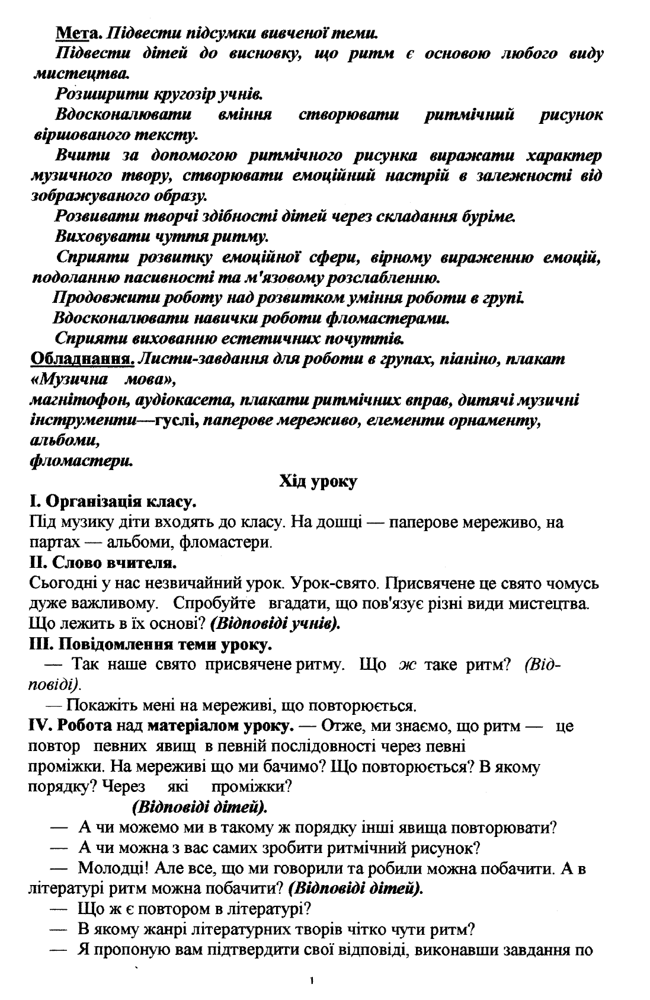 Мета. Підвести підсумки вивченої теми.
Підвести дітей до висновку, що ритм є основою любого виду
мистецтва.
Розширити кругозір учнів.
Вдосконалювати вміння створювати ритмічний рисунок
віршованого тексту.
Вчити за допомогою ритмічного рисунка виражати характер
музичного твору, створювати емоційний настрій в залежності від
зображуваного образу.
Розвивати творчі здібності дітей через складання буріме.
Виховувати чуття ритму.
Сприяти розвитку емоційної сфери, вірному вираженню емоцій,
подоланню пасивності та м'язовому розслабленню.
Продовжити роботу над розвитком уміння роботи в групі.
Вдосконалювати навички роботи фломастерами.
Сприяти вихованню естетичних почуттів.
Обладнання. Листи-завдання для роботи в групах, піаніно, плакат
«Музична мова»,
магнітофон, аудіокасета, плакати ритмічних вправ, дитячі музичні
інструменти—гуслі, паперове мереживо, елементи орнаменту,
альбоми,
фломастери.
Хід уроку
І. Організація класу.
Під музику діти входять до класу. На дошці — паперове мереживо, на
партах — альбоми, фломастери.
ІІ. Слово вчителя.
Сьогодні у нас незвичайний урок. Урок-свято. Присвячене це свято чомусь
дуже важливому. Спробуйте вгадати, що пов'язує різні види мистецтва.
Що лежить в їх основі? (Відповіді учнів).
ІІІ. Повідомлення теми уроку.
— Так наше свято присвячене ритму. Що ж таке ритм? (Від-
повіді).
— Покажіть мені на мереживі, що повторюється.
IV. Робота над матеріалом уроку. — Отже, ми знаємо, що ритм — це
повтор певних явищ в певній послідовності через певні
проміжки. На мереживі що ми бачимо? Що повторюється? В якому
порядку? Через які проміжки?
(Відповіді дітей).
— А чи можемо ми в такому ж порядку інші явища повторювати?
— А чи можна з вас самих зробити ритмічний рисунок?
— Молодці! Але все, що ми говорили та робили можна побачити. А в
літературі ритм можна побачити? (Відповіді дітей).
— Що ж є повтором в літературі?
— В якому жанрі літературних творів чітко чути ритм?
— Я пропоную вам підтвердити свої відповіді, виконавши завдання по
1